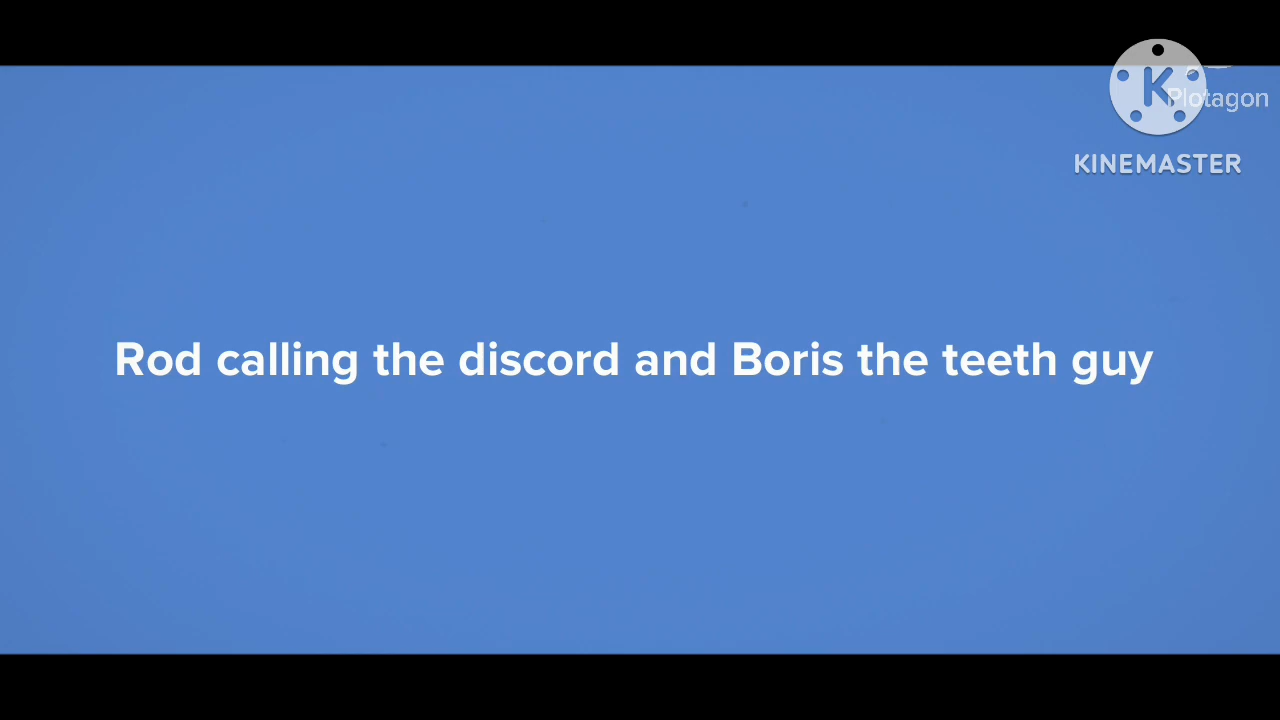 Plotagon
KINEMASTER
Rod calling the discord and Boris the teeth guy